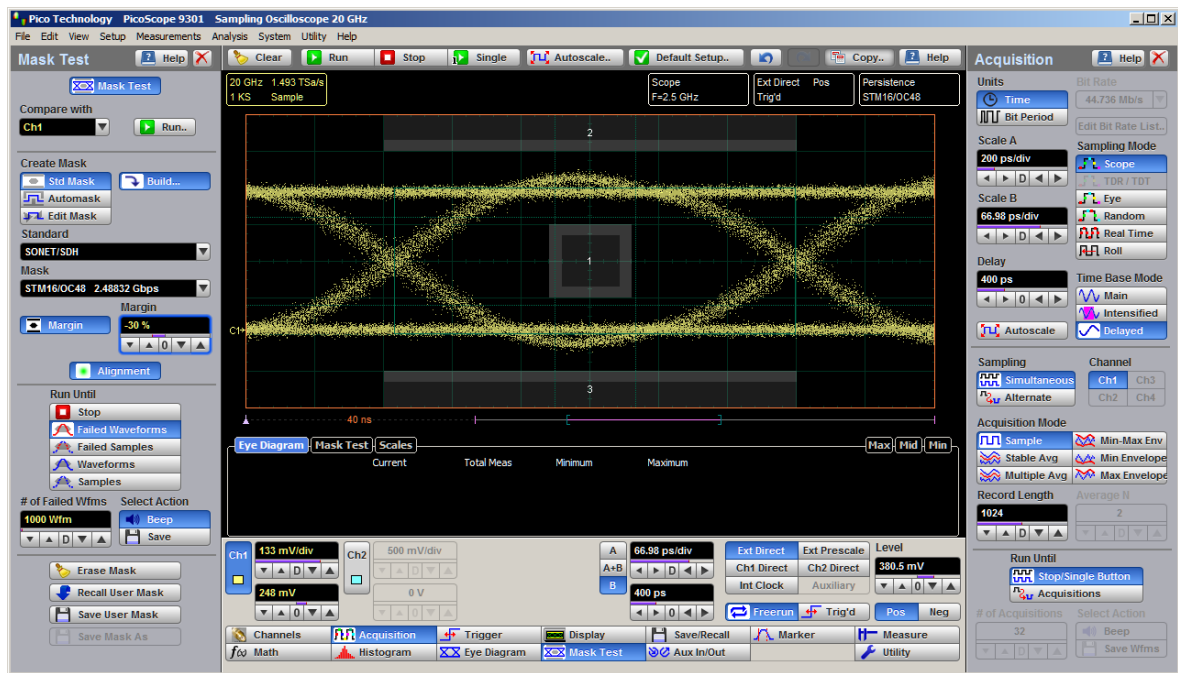 Pico Technology PicoScope 9301 Sampling Oscilloscope 20 GHz
File Edit View Setup Measurements Analysis System Utility Help
Mask Test Help
Mask Test
Compare with
Ch1 Run..
Create Mask
Std Mask Build...
Automask
Edit Mask
Standard
SONET/SDH
Mask
STM16/OC48 2.48832 Gbps
Margin
Margin -30 %
0
Alignment
Run Until
Stop
Failed Waveforms
Failed Samples
Waveforms
Samples
# of Failed Wfms Select Action
1000 Wfm Beep
D Save
Erase Mask
Recall User Mask
Save User Mask
Save Mask As
Clear Run Stop Single Autoscale.. Default Setup.. Copy.. Help
20 GHz 1.493 TSa/s
1 KS Sample
Scope
F=2.5 GHz
Ext Direct Pos
Trig'd
Persistence
STM16/OC48
2
1
C1
3
40 ns
Eye Diagram Mask Test Scales Max Mid Min
Current Total Meas Minimum Maximum
Ch1 133 mV/div Ch2 500 mV/div A 66.98 ps/div Ext Direct Ext Prescale Level
D D A+B D Ch1 Direct Ch2 Direct 380.5 mV
248 mV 0 V B 400 ps Int Clock Auxiliary 0
0 0 0 Freerun Trig'd Pos Neg
Channels Acquisition Trigger Display Save/Recall Marker Measure
f(x) Math Histogram Eye Diagram Mask Test Aux In/Out Utility
Acquisition Help
Units Bit Rate
Time 44.736 Mb/s
Bit Period Edit Bit Rate List..
Scale A Sampling Mode
200 ps/div Scope
D TDR / TDT
Scale B Eye
66.98 ps/div Random
D Real Time
Roll
Delay
400 ps Time Base Mode
0 Main
Intensified
Autoscale Delayed
Sampling Channel
Simultaneous Ch1 Ch3
Alternate Ch2 Ch4
Acquisition Mode
Sample Min-Max Env
Stable Avg Min Envelope
Multiple Avg Max Envelope
Record Length Average N
1024 2
D D
Run Until
Stop/Single Button
Acquisitions
# of Acquisitions Select Action
32 Beep
D Save Wfms